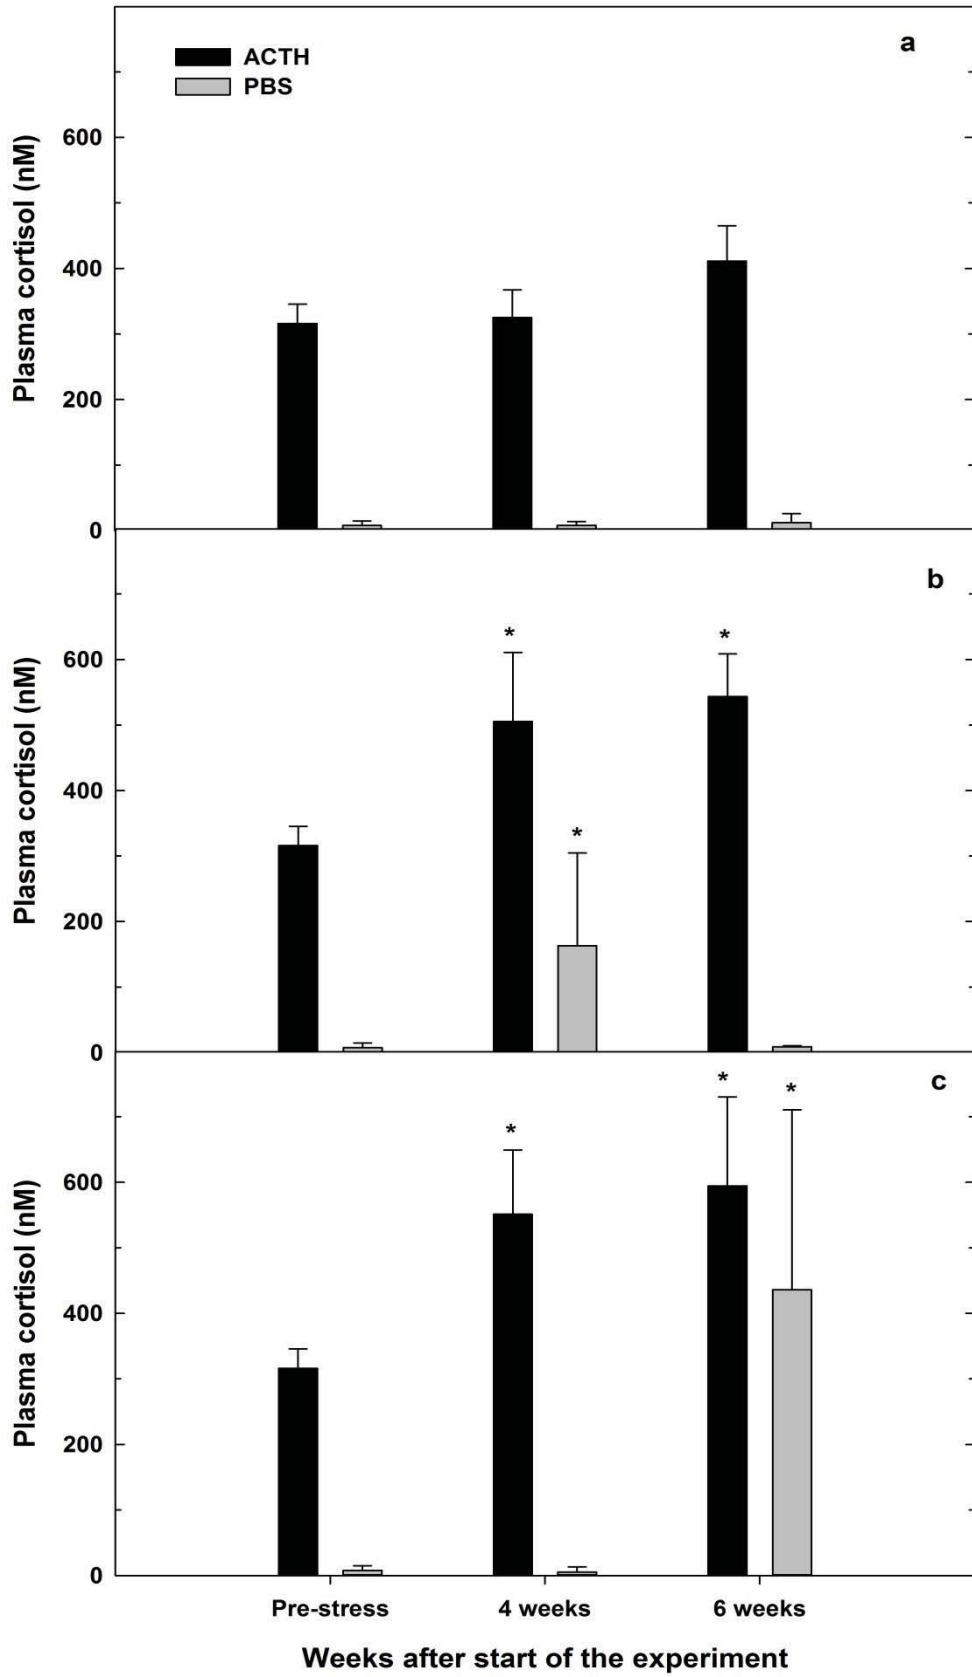 a
ACTH
PBS
Plasma cortisol (nM)
600
400
200
0
b
* *
Plasma cortisol (nM)
600
*
400
200
0
c
* *
*
Plasma cortisol (nM)
600
400
200
0
Pre-stress 4 weeks 6 weeks
Weeks after start of the experiment